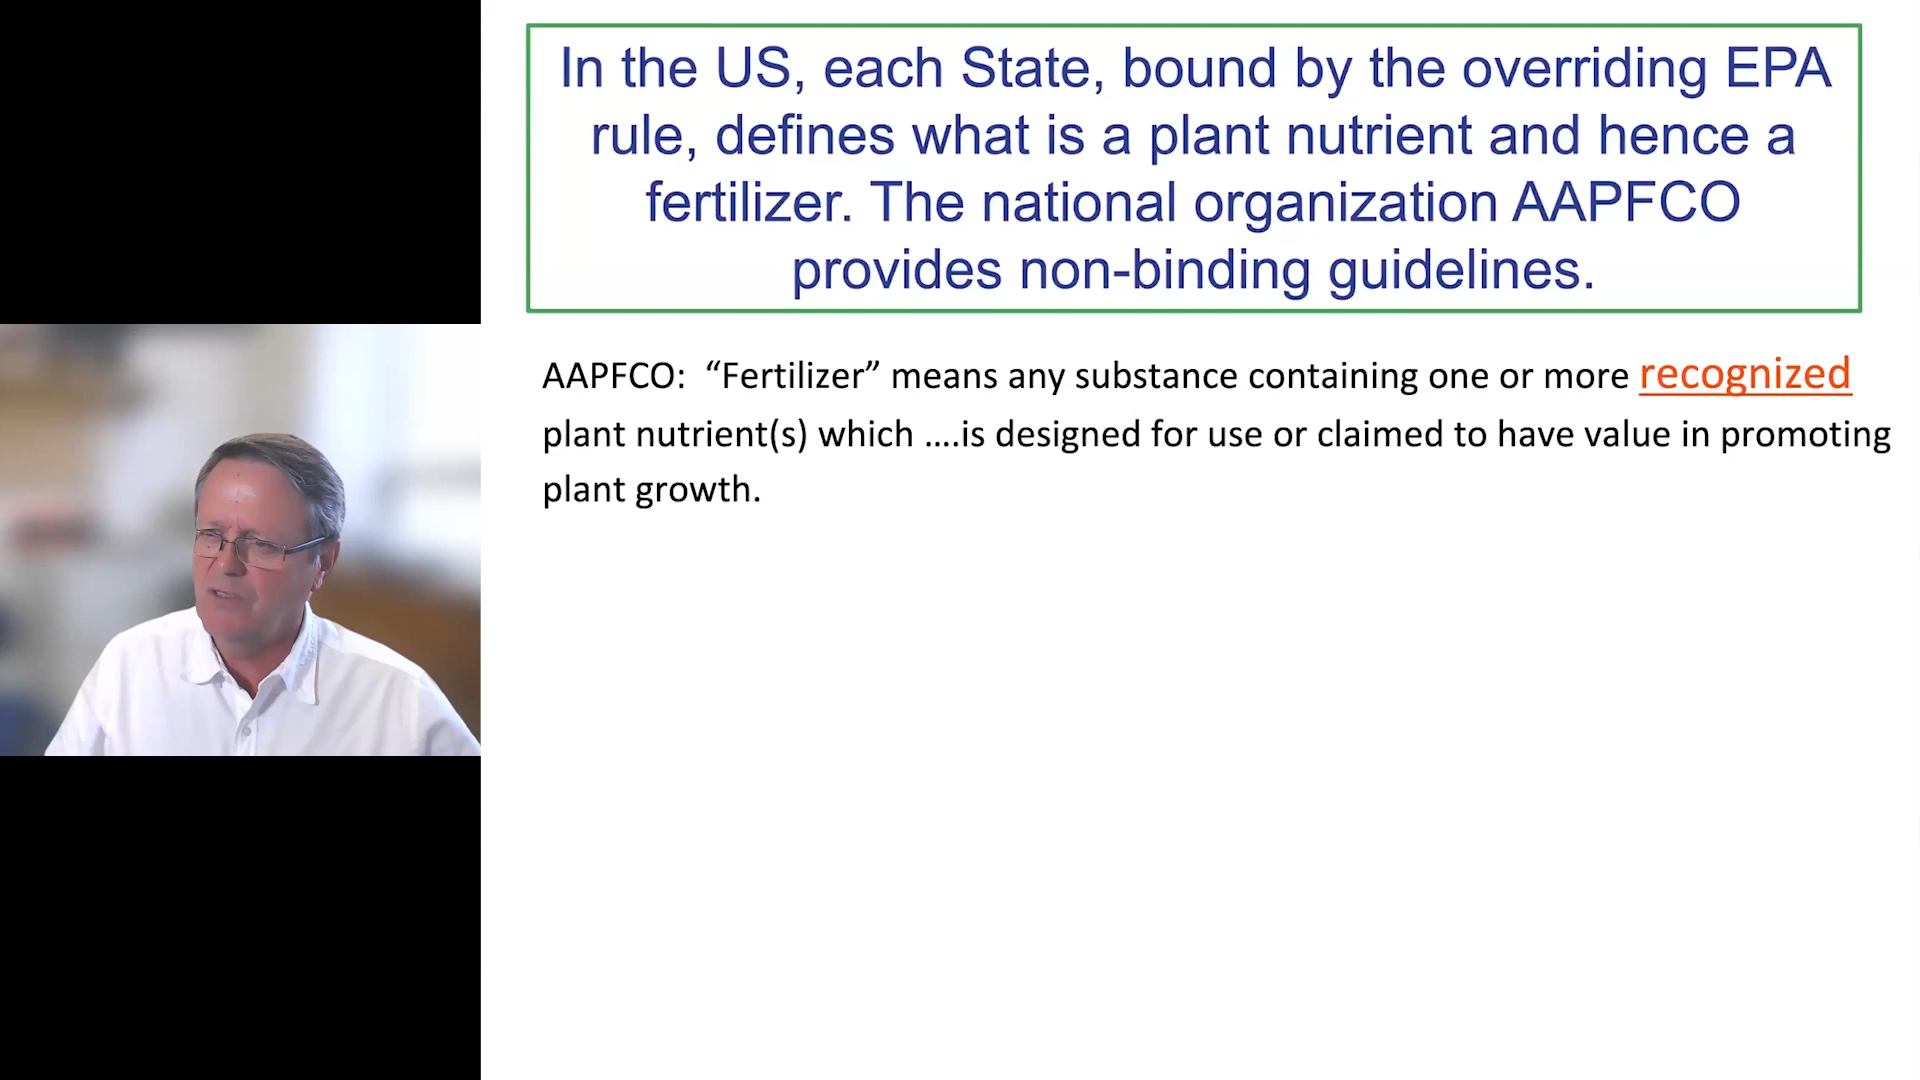 In the US, each State, bound by the overriding EPA
rule, defines what is a plant nutrient and hence a
fertilizer. The national organization AAPFCO
provides non-binding guidelines.
AAPFCO:  “Fertilizer” means any substance containing one or more recognized
plant nutrient(s) which ….is designed for use or claimed to have value in promoting
plant growth.